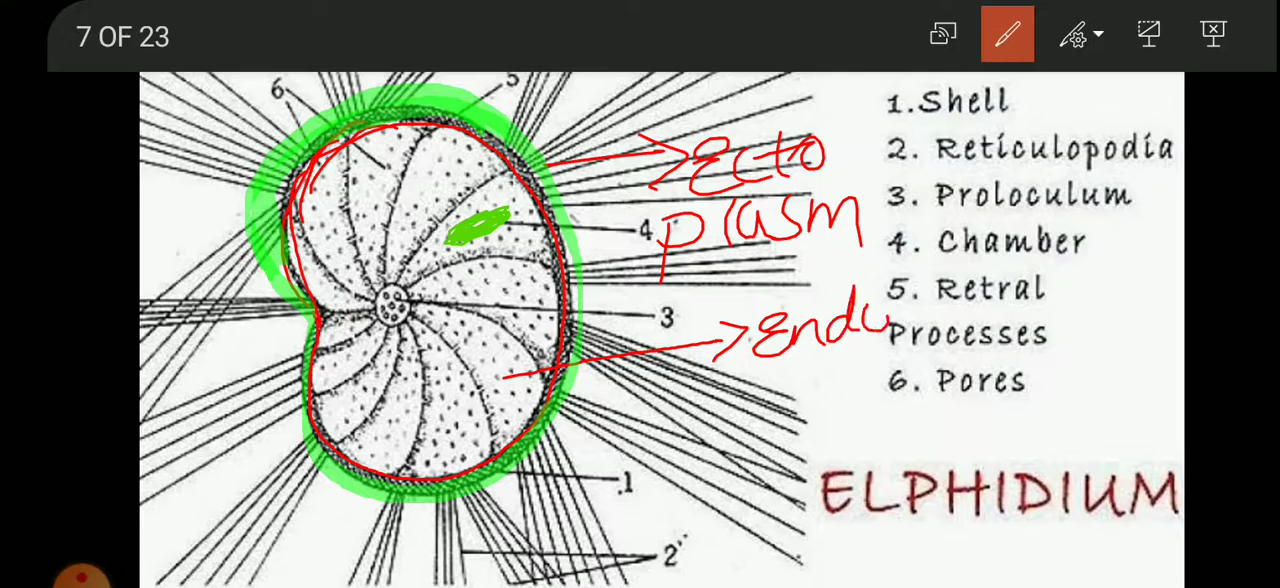 7 OF 23
6
5
Ecto
plasm
4
3
Endo
1
2
1.Shell
2. Reticulopodia
3. Proloculum
4. Chamber
5. Retral
Processes
6. Pores
ELPHIDIUM